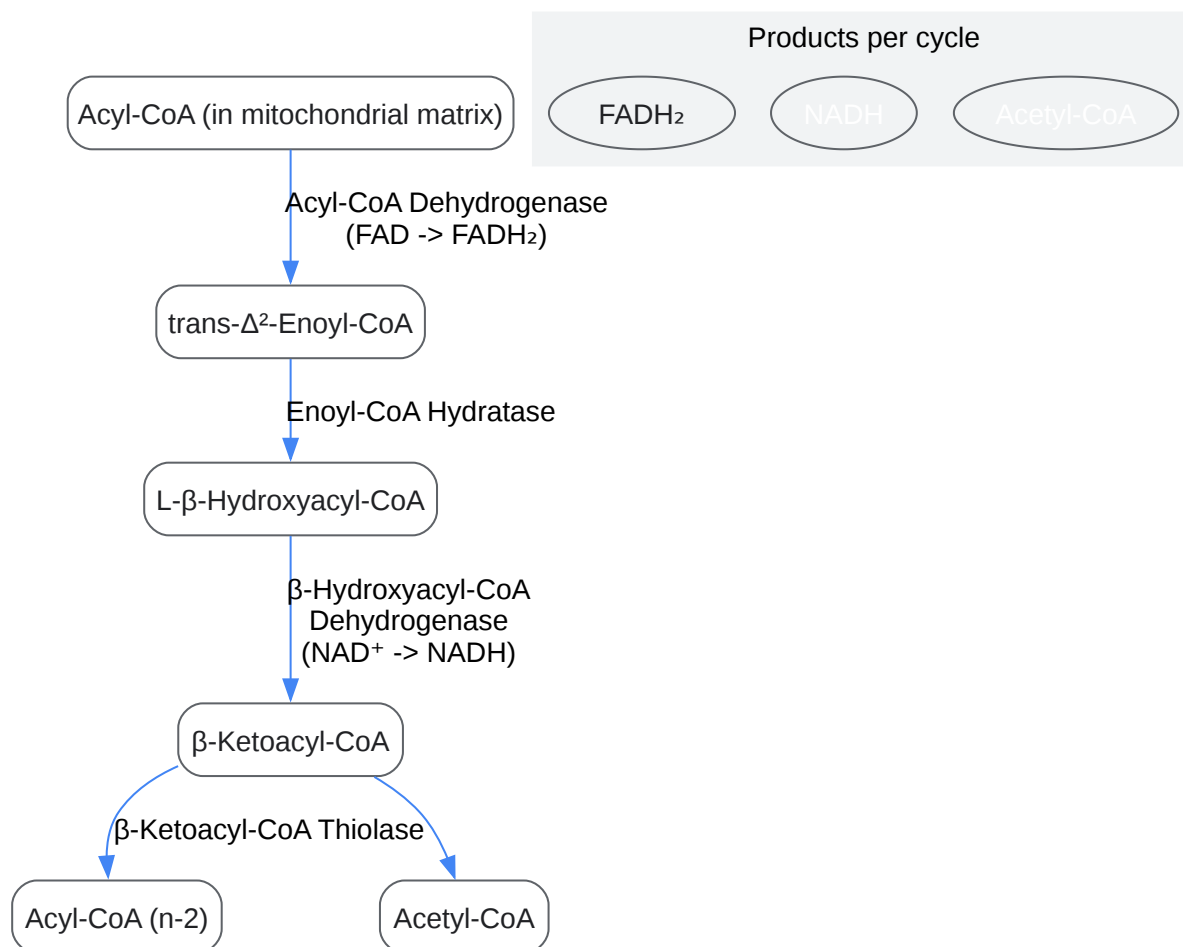 Products per cycle
Acyl-CoA (in mitochondrial matrix)
FADH₂
NADH
Acetyl-CoA
Acyl-CoA Dehydrogenase
(FAD -> FADH₂)
trans-Δ²-Enoyl-CoA
Enoyl-CoA Hydratase
L-β-Hydroxyacyl-CoA
β-Hydroxyacyl-CoA
Dehydrogenase
(NAD⁺ -> NADH)
β-Ketoacyl-CoA
β-Ketoacyl-CoA Thiolase
Acyl-CoA (n-2)
Acetyl-CoA